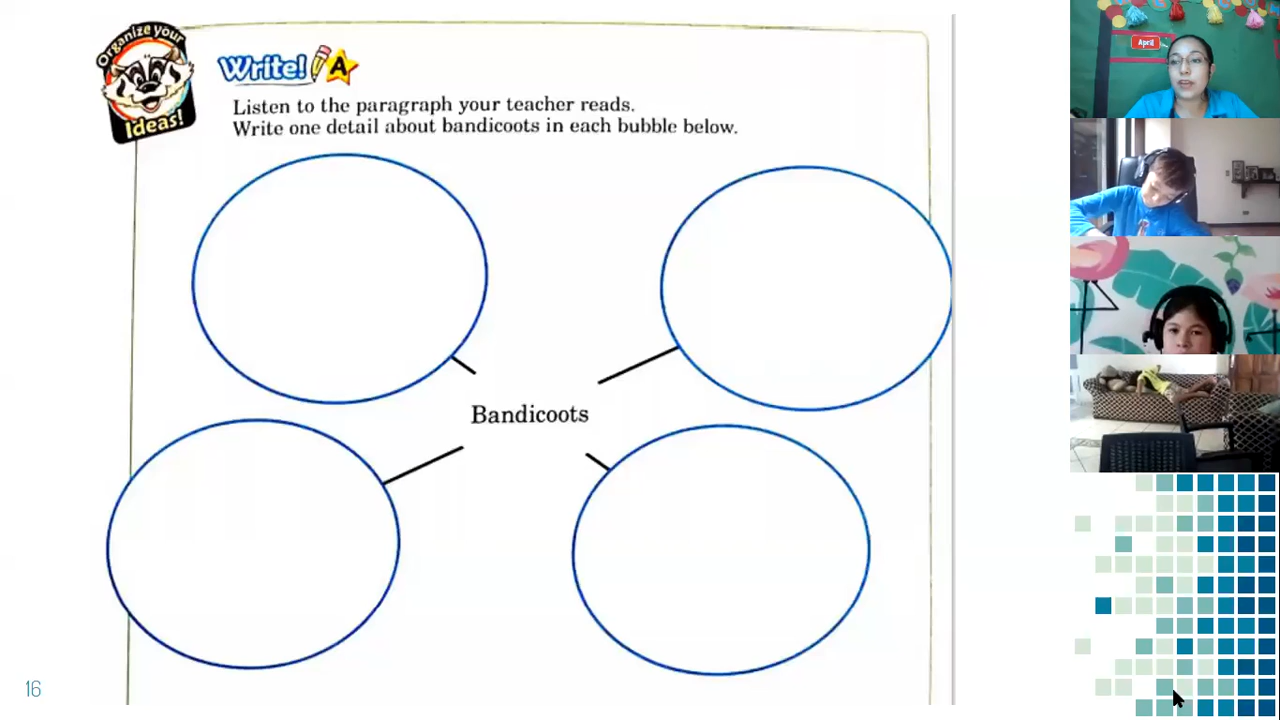 Organize your
Ideas!
Write! A
Listen to the paragraph your teacher reads.
Write one detail about bandicoots in each bubble below.
Bandicoots
16
April